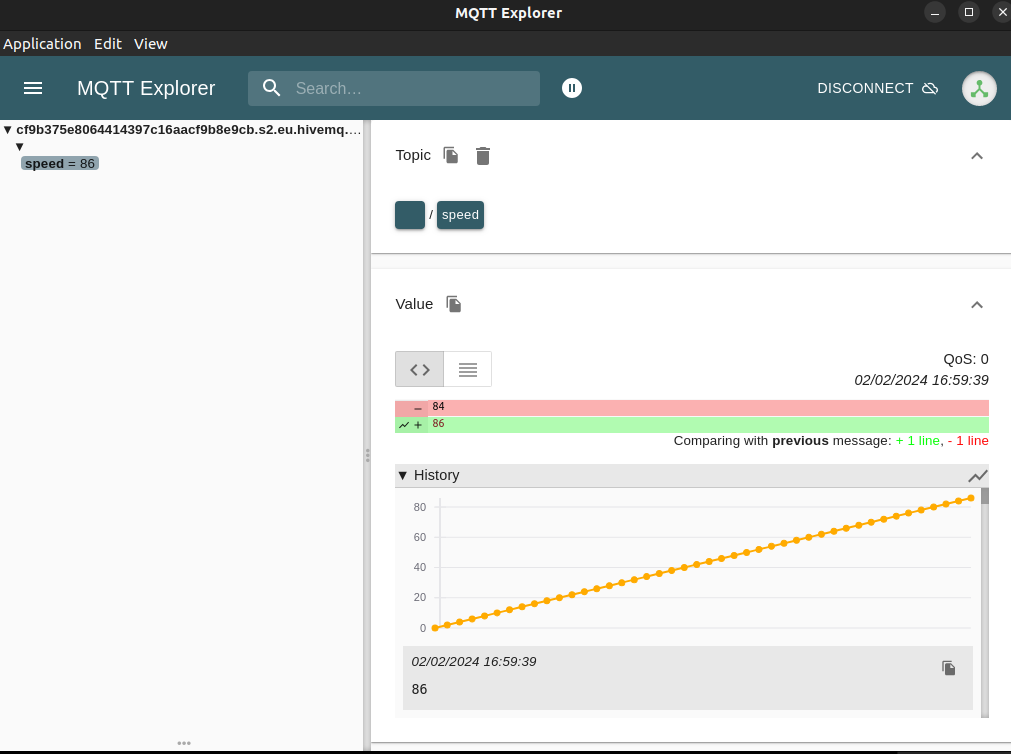 MQTT Explorer
Application Edit View
MQTT Explorer
Search...
DISCONNECT
cf9b375e8064414397c16aacf9b8e9cb.s2.eu.hivemq....
speed = 86
Topic
/ speed
Value
QoS: 0
02/02/2024 16:59:39
- 84
+ 86
Comparing with previous message: + 1 line, - 1 line
▼ History
80
60
40
20
0
02/02/2024 16:59:39
86